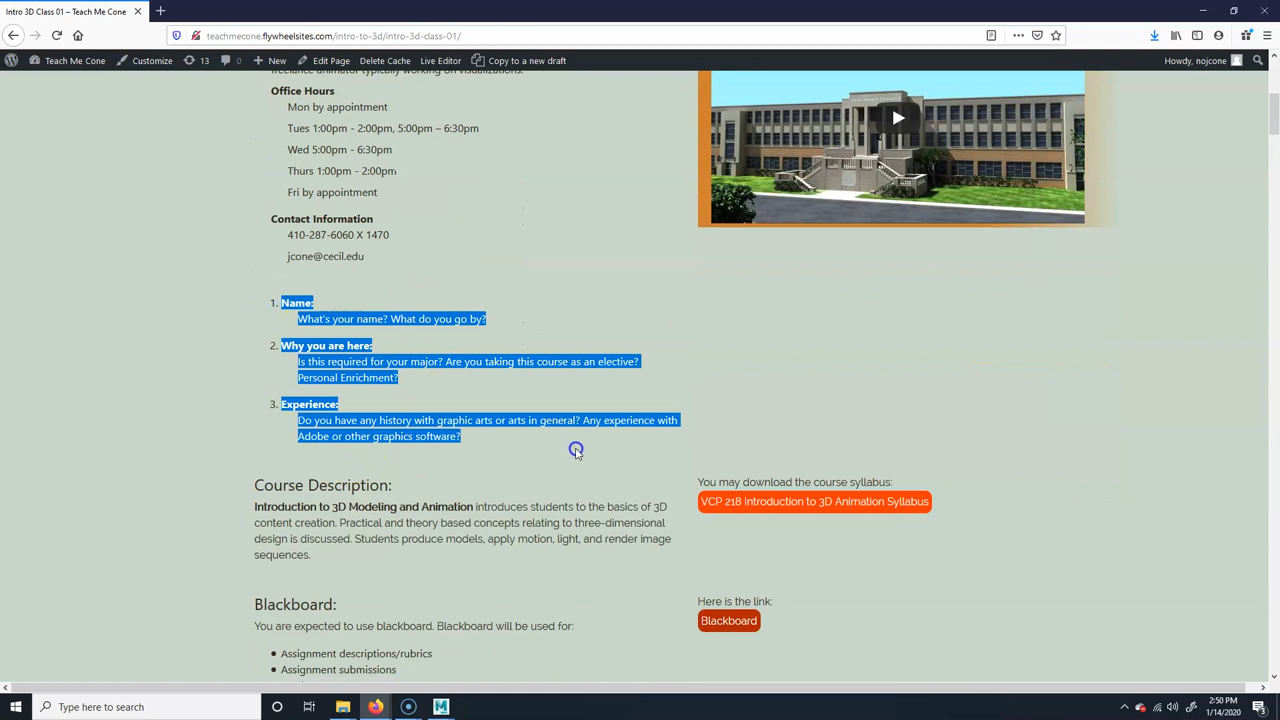 Intro 3D Class 01 – Teach Me Cone
teachmecone.flywheelsites.com/intro-to-3d/intro-3d-class-01/
Teach Me Cone
Customize
13
0
New
Edit Page
Delete Cache
Live Editor
Copy to a new draft
Howdy, nojcone
freelance animator typically working on visualizations.
Office Hours
Mon by appointment
Tues 1:00pm - 2:00pm, 5:00pm – 6:30pm
Wed 5:00pm - 6:30pm
Thurs 1:00pm - 2:00pm
Fri by appointment
Contact Information
410-287-6060 X 1470
jcone@cecil.edu
1. Name:
What's your name? What do you go by?
2. Why you are here:
Is this required for your major? Are you taking this course as an elective?
Personal Enrichment?
3. Experience:
Do you have any history with graphic arts or arts in general? Any experience with
Adobe or other graphics software?
Course Description:
Introduction to 3D Modeling and Animation introduces students to the basics of 3D
content creation. Practical and theory based concepts relating to three-dimensional
design is discussed. Students produce models, apply motion, light, and render image
sequences.
You may download the course syllabus:
VCP 218 Introduction to 3D Animation Syllabus
Blackboard:
You are expected to use blackboard. Blackboard will be used for:
Assignment descriptions/rubrics
Assignment submissions
Here is the link:
Blackboard
Type here to search
2:50 PM
1/14/2020